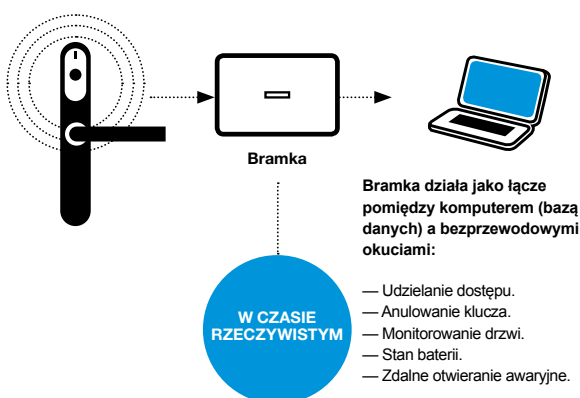 Bramka
Bramka działa jako łącze
pomiędzy komputerem (bazą
danych) a bezprzewodowymi
okuciami:
— Udzielanie dostępu.
— Anulowanie klucza.
— Monitorowanie drzwi.
— Stan baterii.
— Zdalne otwieranie awaryjne.
W CZASIE
RZECZYWISTYM